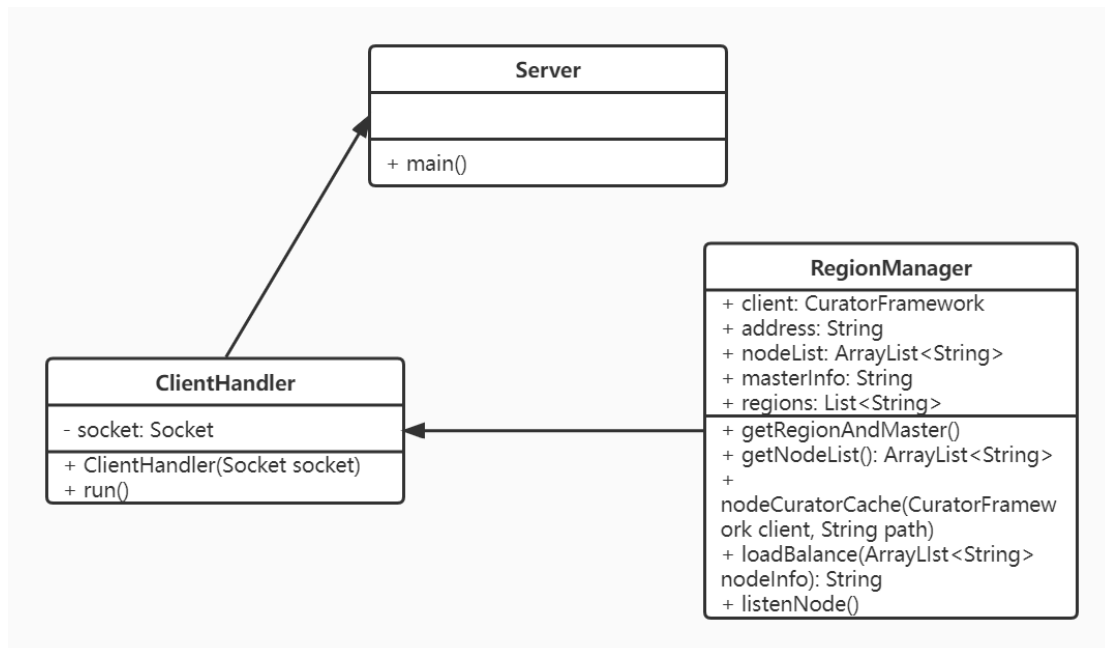 Server
+ main()
RegionManager
+ client: CuratorFramework
+ address: String
+ nodeList: ArrayList<String>
+ masterInfo: String
+ regions: List<String>
+ getRegionAndMaster()
+ getNodeList(): ArrayList<String>
+
nodeCuratorCache(CuratorFramew
ork client, String path)
+ loadBalance(ArrayLIst<String>
nodeInfo): String
+ listenNode()
ClientHandler
- socket: Socket
+ ClientHandler(Socket socket)
+ run()